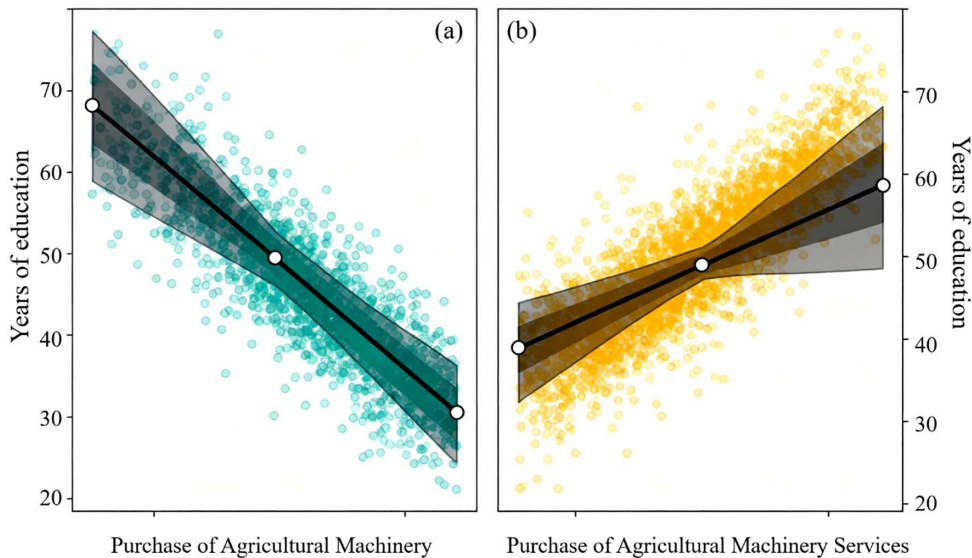 (a)
(b)
Years of education
70
60
50
40
30
20
Purchase of Agricultural Machinery
70
60
50
40
30
20
Years of education
Purchase of Agricultural Machinery Services